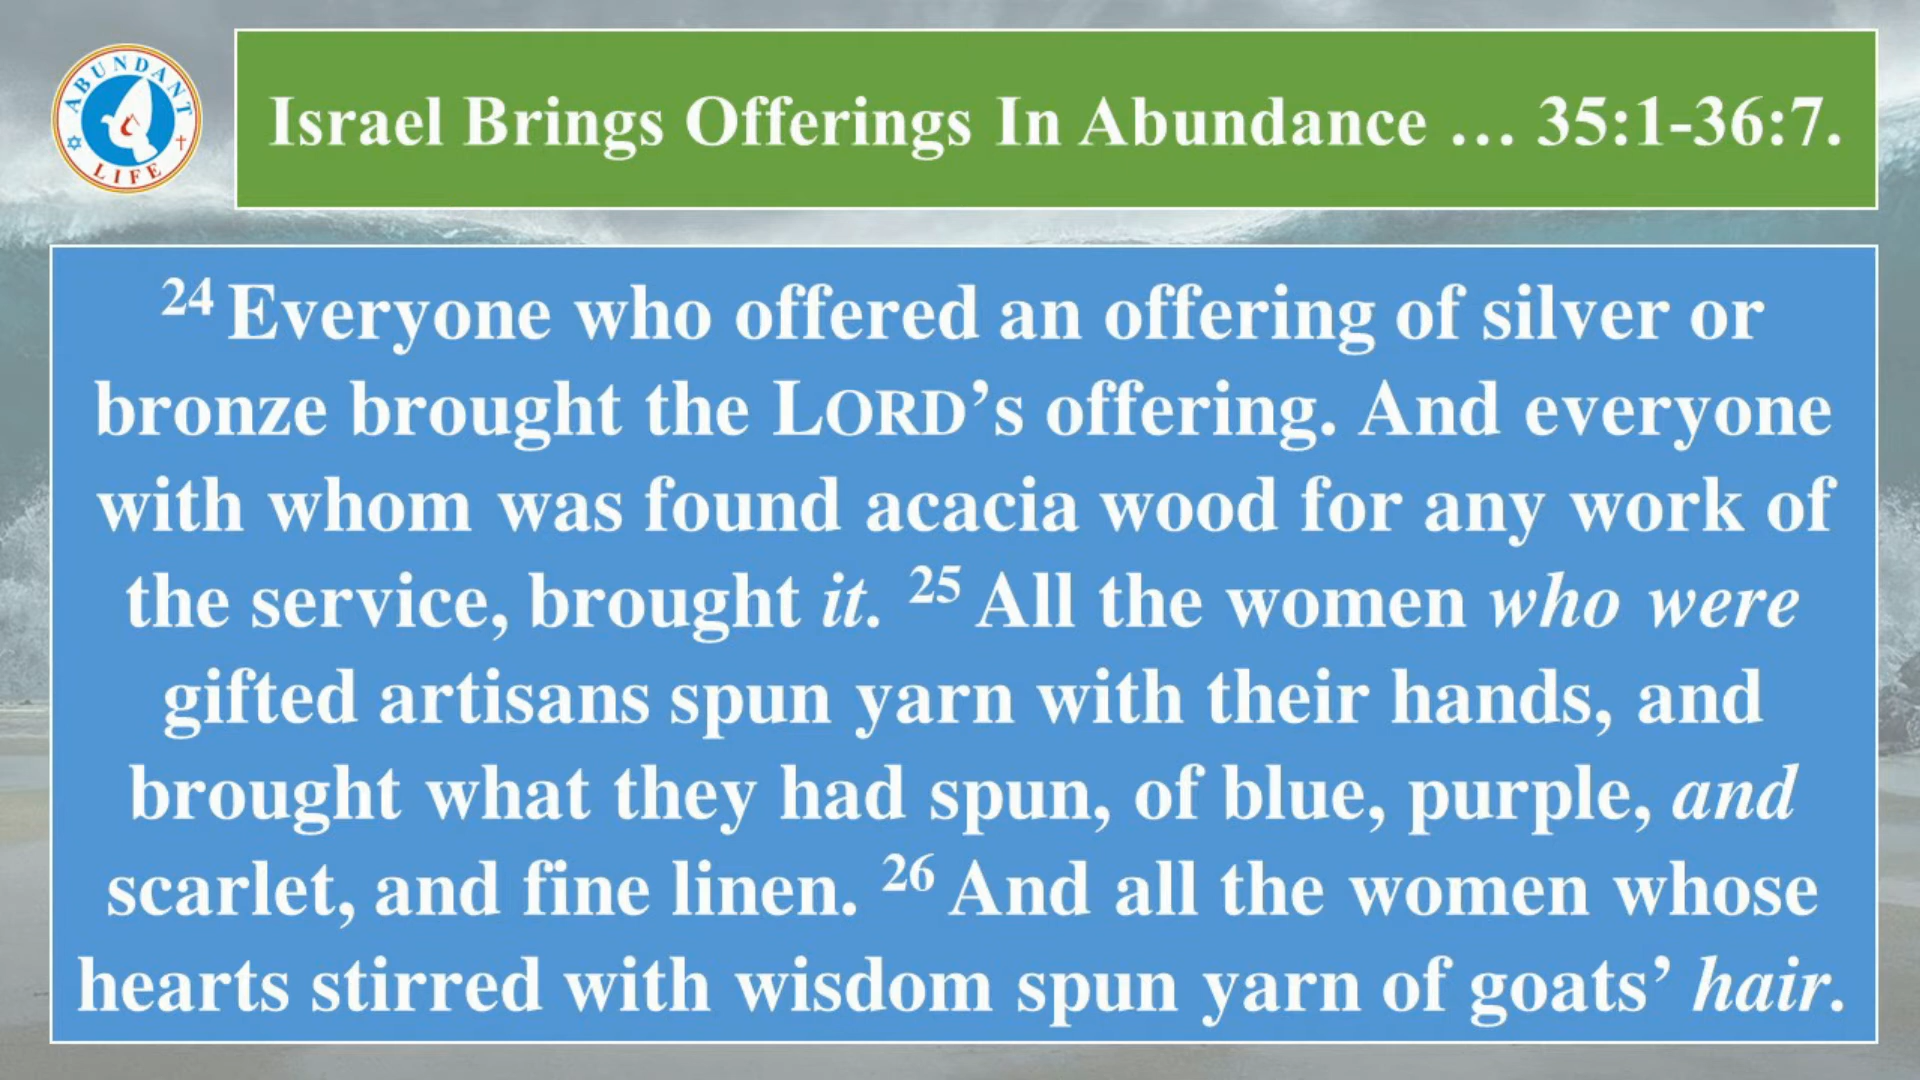 ABUNDANT
LIFE
Israel Brings Offerings In Abundance … 35:1-36:7.
24 Everyone who offered an offering of silver or
bronze brought the LORD’s offering. And everyone
with whom was found acacia wood for any work of
the service, brought it. 25 All the women who were
gifted artisans spun yarn with their hands, and
brought what they had spun, of blue, purple, and
scarlet, and fine linen. 26 And all the women whose
hearts stirred with wisdom spun yarn of goats’ hair.